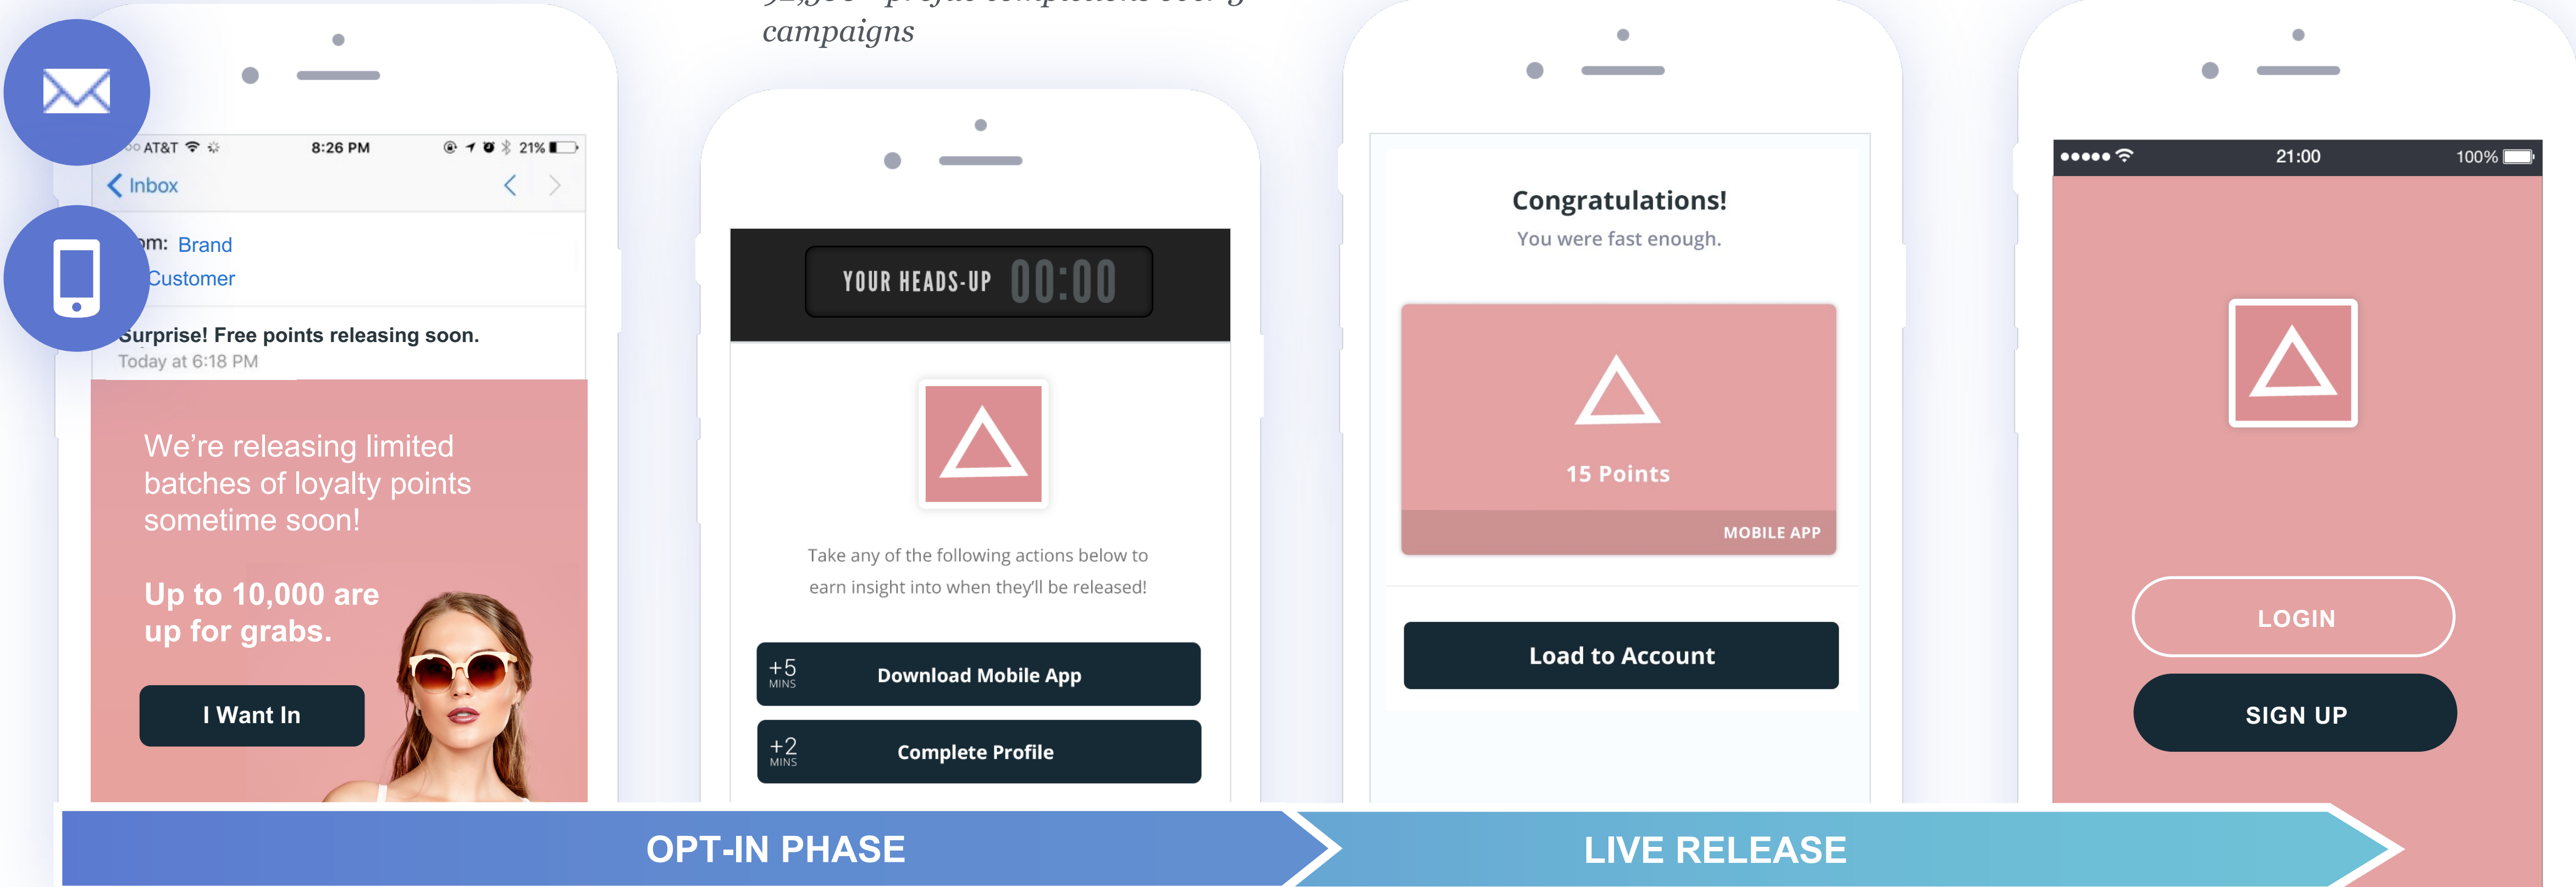 campaigns
AT&T 8:26 PM 21%
Inbox
Brand
Customer
Surprise! Free points releasing soon.
Today at 6:18 PM
We're releasing limited
batches of loyalty points
sometime soon!
Up to 10,000 are
up for grabs.
I Want In
YOUR HEADS-UP 00:00
Take any of the following actions below to
earn insight into when they'll be released!
+5
MINS
Download Mobile App
+2
MINS
Complete Profile
Congratulations!
You were fast enough.
15 Points
MOBILE APP
Load to Account
21:00 100%
LOGIN
SIGN UP
OPT-IN PHASE
LIVE RELEASE